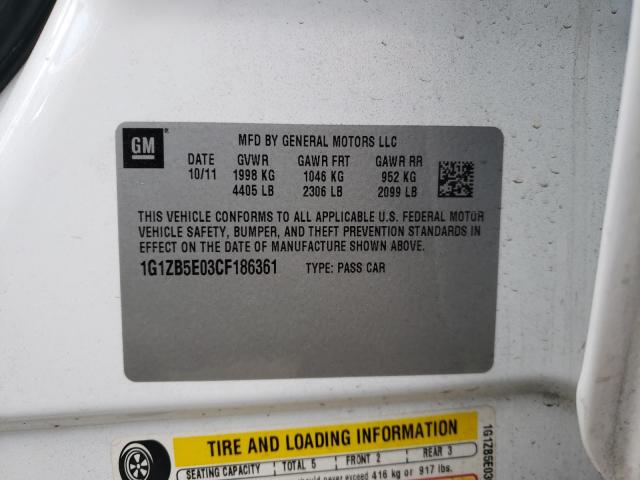 GM
MFD BY GENERAL MOTORS LLC
DATE GVWR GAWR FRT GAWR RR
10/11 1998 KG 1046 KG 952 KG
4405 LB 2306 LB 2099 LB
THIS VEHICLE CONFORMS TO ALL APPLICABLE U.S. FEDERAL MOTOR
VEHICLE SAFETY, BUMPER, AND THEFT PREVENTION STANDARDS IN
EFFECT ON THE DATE OF MANUFACTURE SHOWN ABOVE.
1G1ZB5E03CF186361 TYPE: PASS CAR
TIRE AND LOADING INFORMATION
SEATING CAPACITY TOTAL 5 FRONT 2 REAR 3
never exceed 416 kg or 917 lbs.
1G1ZB5E03